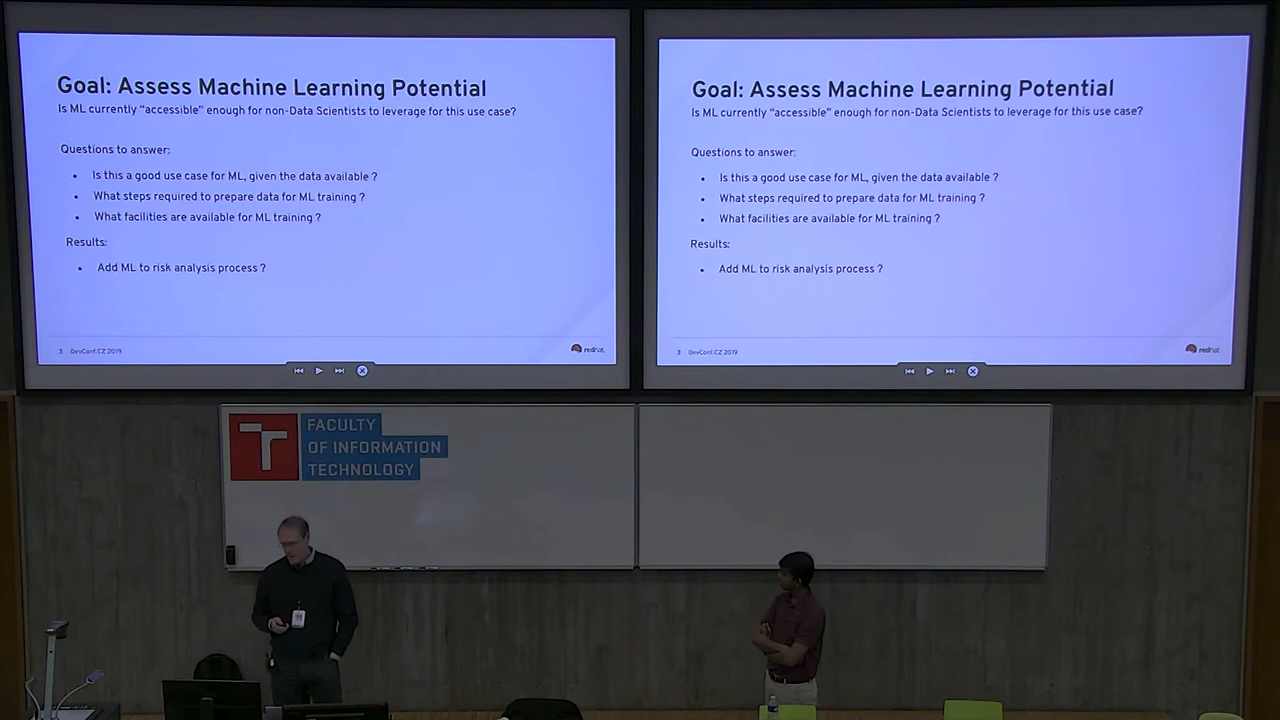 Goal: Assess Machine Learning Potential
Is ML currently “accessible” enough for non-Data Scientists to leverage for this use case?
Questions to answer:
• Is this a good use case for ML, given the data available ?
• What steps required to prepare data for ML training ?
• What facilities are available for ML training ?
Results:
• Add ML to risk analysis process ?
3 DevConf.CZ 2019
redhat.
Goal: Assess Machine Learning Potential
Is ML currently “accessible” enough for non-Data Scientists to leverage for this use case?
Questions to answer:
• Is this a good use case for ML, given the data available ?
• What steps required to prepare data for ML training ?
• What facilities are available for ML training ?
Results:
• Add ML to risk analysis process ?
3 DevConf.CZ 2019
redhat.
T
FACULTY
OF INFORMATION
TECHNOLOGY